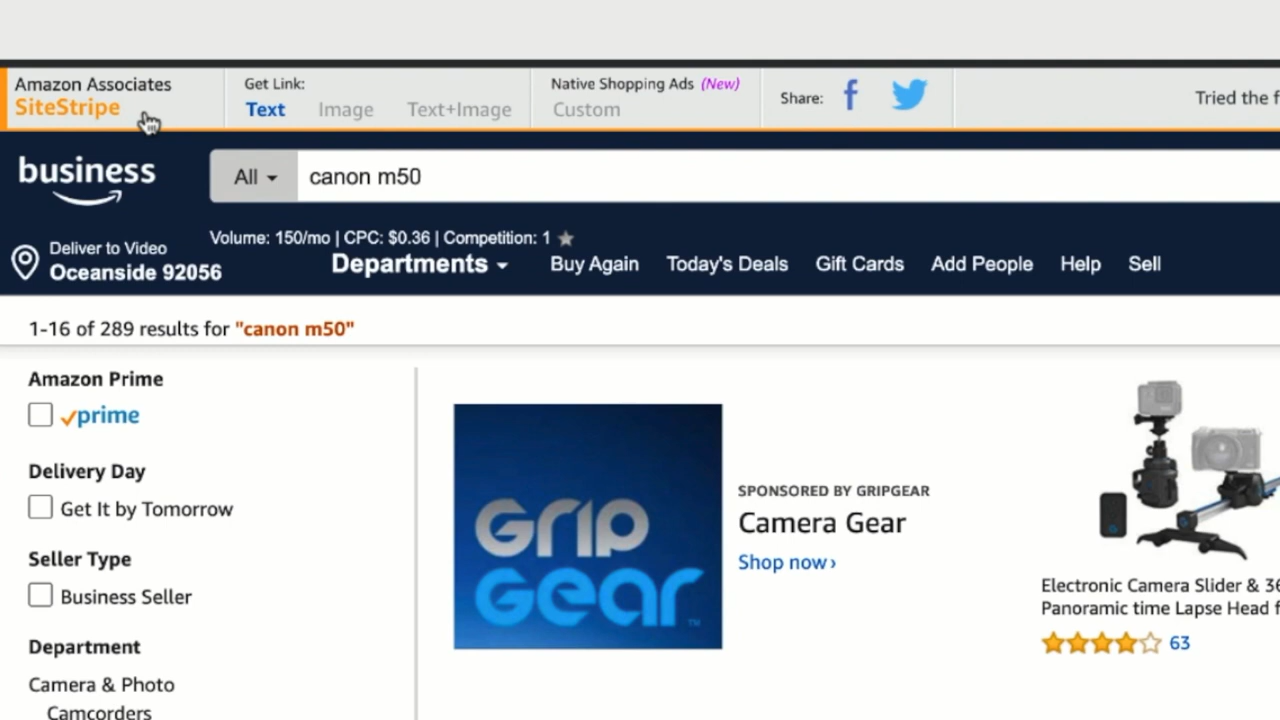 Amazon Associates
SiteStripe
Get Link:
Text Image Text+Image
Native Shopping Ads (New)
Custom
Share:
Tried the
business
All
canon m50
Deliver to Video
Oceanside 92056
Volume: 150/mo | CPC: $0.36 | Competition: 1
Departments
Buy Again Today's Deals Gift Cards Add People Help Sell
1-16 of 289 results for "canon m50"
Amazon Prime
prime
Delivery Day
Get It by Tomorrow
Seller Type
Business Seller
Department
Camera & Photo
Camcorders
GRIP
GEAR
TM
SPONSORED BY GRIPGEAR
Camera Gear
Shop now ›
Electronic Camera Slider &
Panoramic time Lapse Head
63